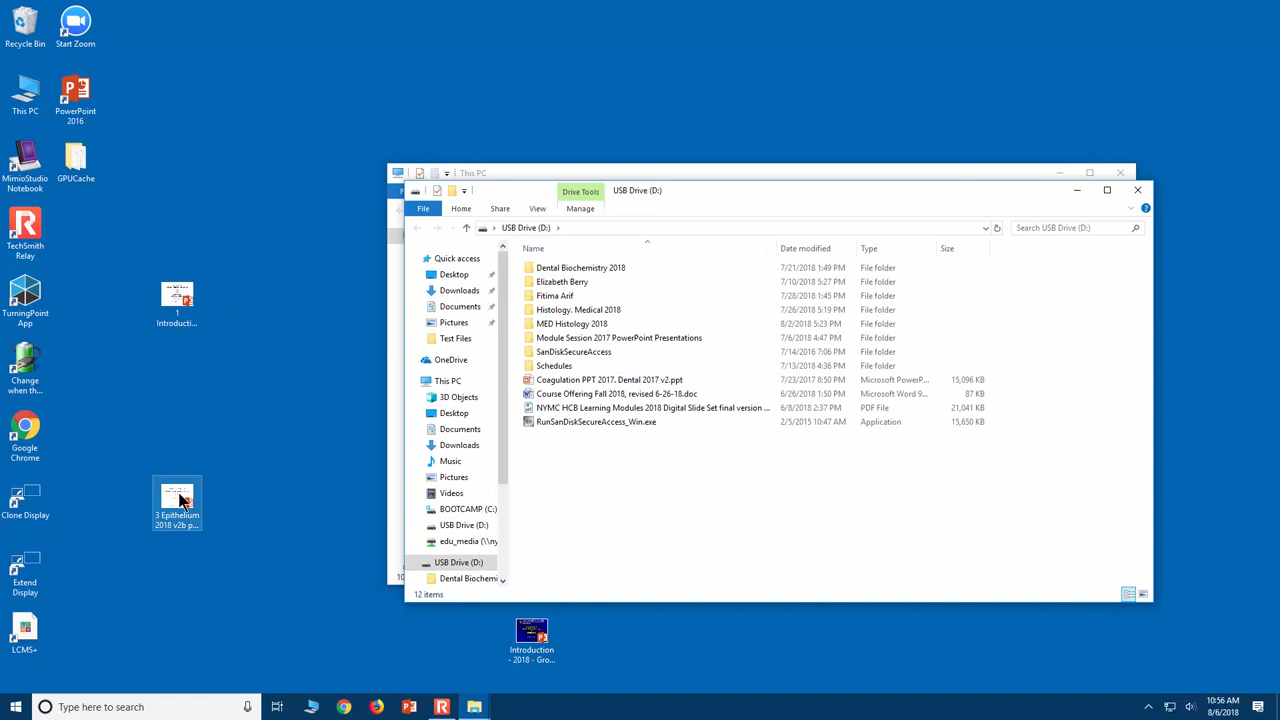 Recycle Bin
Start Zoom
This PC
PowerPoint
2016
MimioStudio
Notebook
GPUCache
TechSmith
Relay
TurningPoint
App
1
Introducti...
Change
when th...
Google
Chrome
3 Epithelium
2018 v2b p...
Clone Display
Extend
Display
LCMS+
Introduction
- 2018 - Gro...
This PC
Drive Tools
USB Drive (D:)
File
Home
Share
View
Manage
USB Drive (D:)
Search USB Drive (D:)
Name
Date modified
Type
Size
Quick access
Desktop
Downloads
Documents
Pictures
Test Files
OneDrive
This PC
3D Objects
Desktop
Documents
Downloads
Music
Pictures
Videos
BOOTCAMP (C:)
USB Drive (D:)
edu_media (\\ny
USB Drive (D:)
Dental Biochemi
Dental Biochemistry 2018 7/21/2018 1:49 PM File folder
Elizabeth Berry 7/10/2018 5:27 PM File folder
Fitima Arif 7/28/2018 1:45 PM File folder
Histology. Medical 2018 7/26/2018 5:19 PM File folder
MED Histology 2018 8/2/2018 5:23 PM File folder
Module Session 2017 PowerPoint Presentations 7/6/2018 4:47 PM File folder
SanDiskSecureAccess 7/14/2016 7:06 PM File folder
Schedules 7/13/2018 4:36 PM File folder
Coagulation PPT 2017. Dental 2017 v2.ppt 7/23/2017 8:50 PM Microsoft PowerP... 15,096 KB
Course Offering Fall 2018, revised 6-26-18.doc 6/26/2018 1:50 PM Microsoft Word 9... 87 KB
NYMC HCB Learning Modules 2018 Digital Slide Set final version ... 6/8/2018 2:37 PM PDF File 21,041 KB
RunSanDiskSecureAccess_Win.exe 2/5/2015 10:47 AM Application 15,650 KB
12 items
Type here to search
10:56 AM
8/6/2018